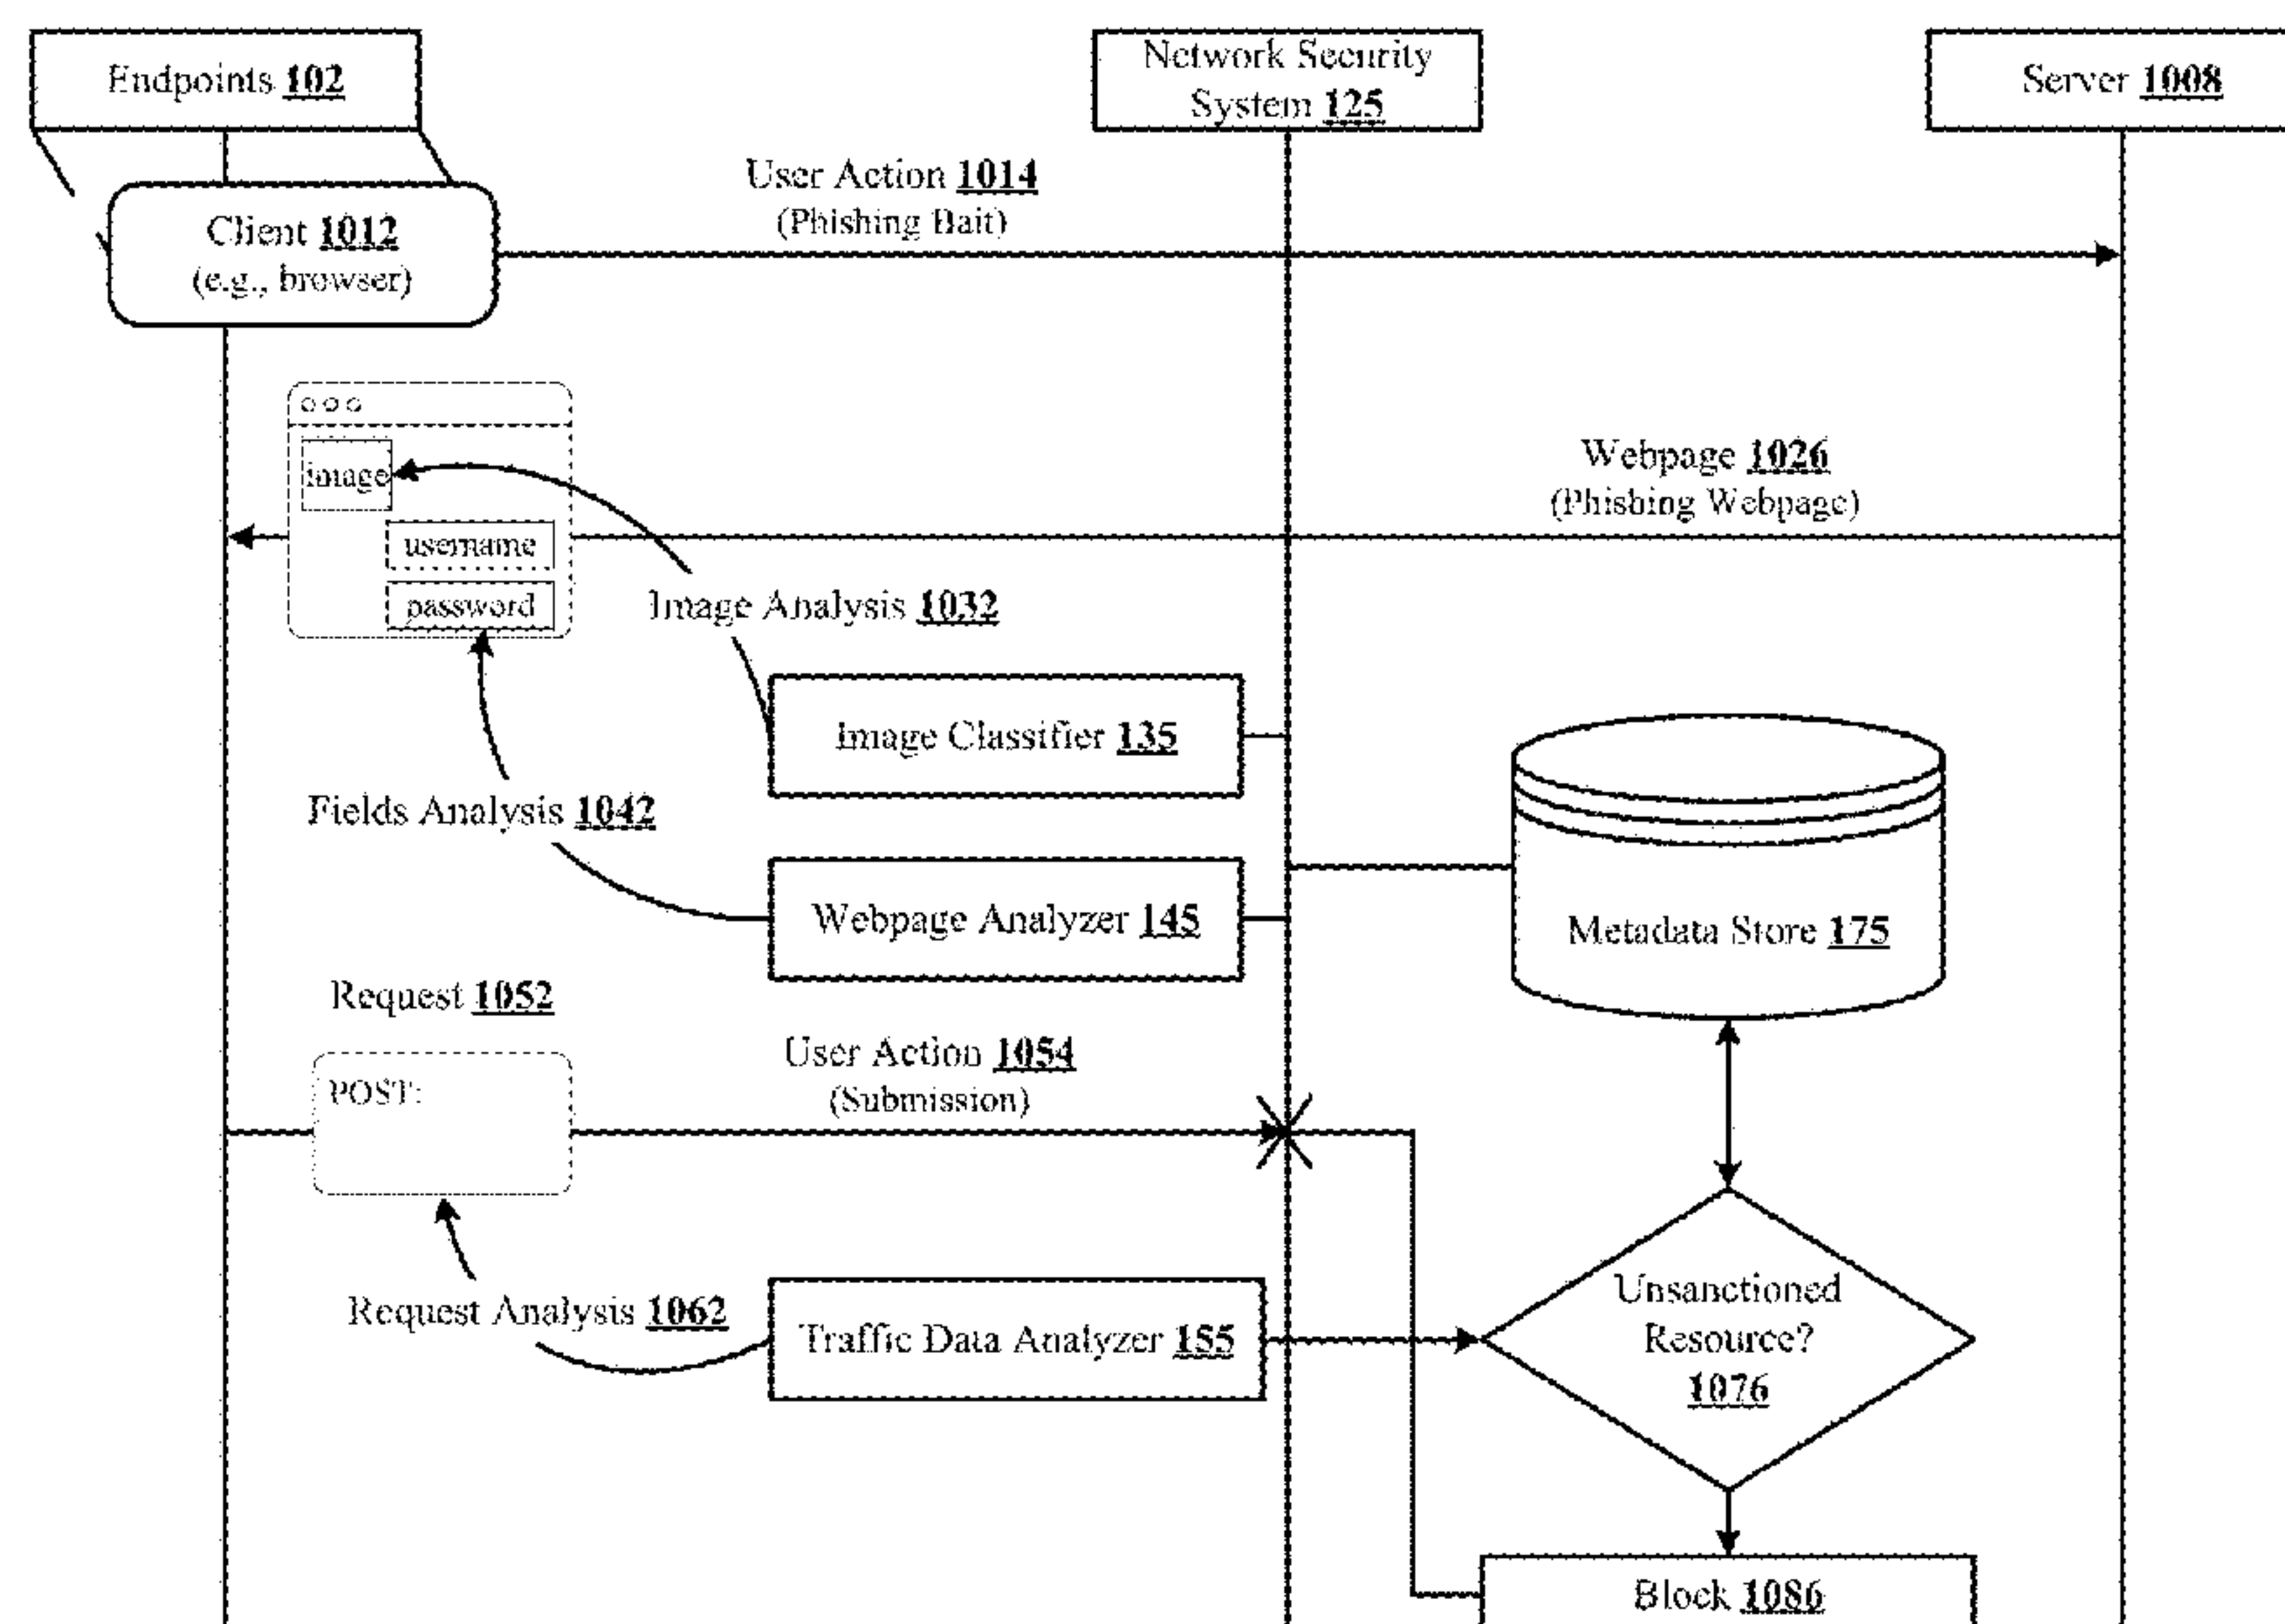 Endpoints 102
Network Security
System 125
Server 1008
User Action 1014
(Phishing Bait)
Client 1012
(e.g., browser)
image
username
password
Webpage 1026
(Phishing Webpage)
Image Analysis 1032
Image Classifier 135
Fields Analysis 1042
Webpage Analyzer 145
Metadata Store 175
Request 1052
POST:
User Action 1054
(Submission)
Unsanctioned
Resource?
1076
Request Analysis 1062
Traffic Data Analyzer 155
Block 1086